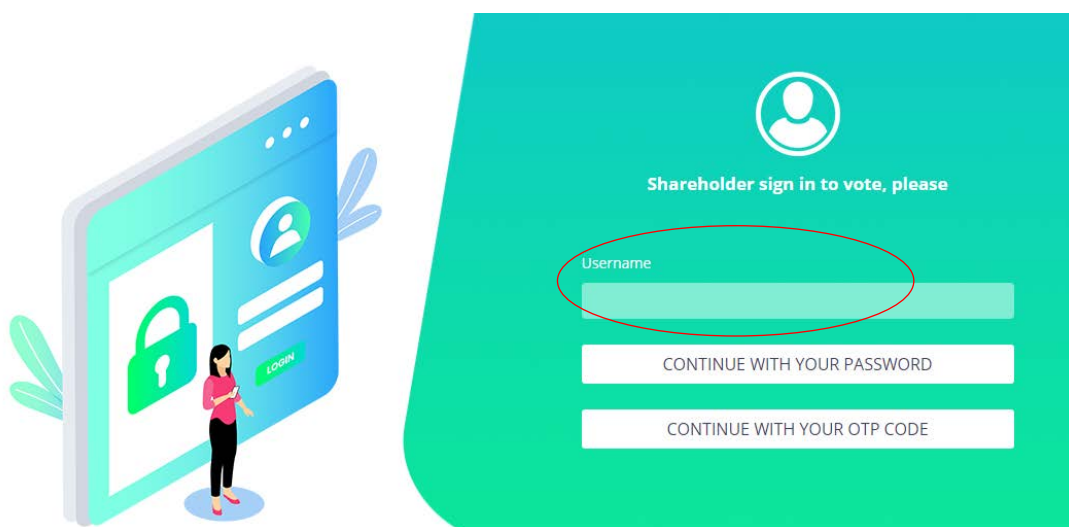 Shareholder sign in to vote, please
Username
CONTINUE WITH YOUR PASSWORD
CONTINUE WITH YOUR OTP CODE
LOGIN